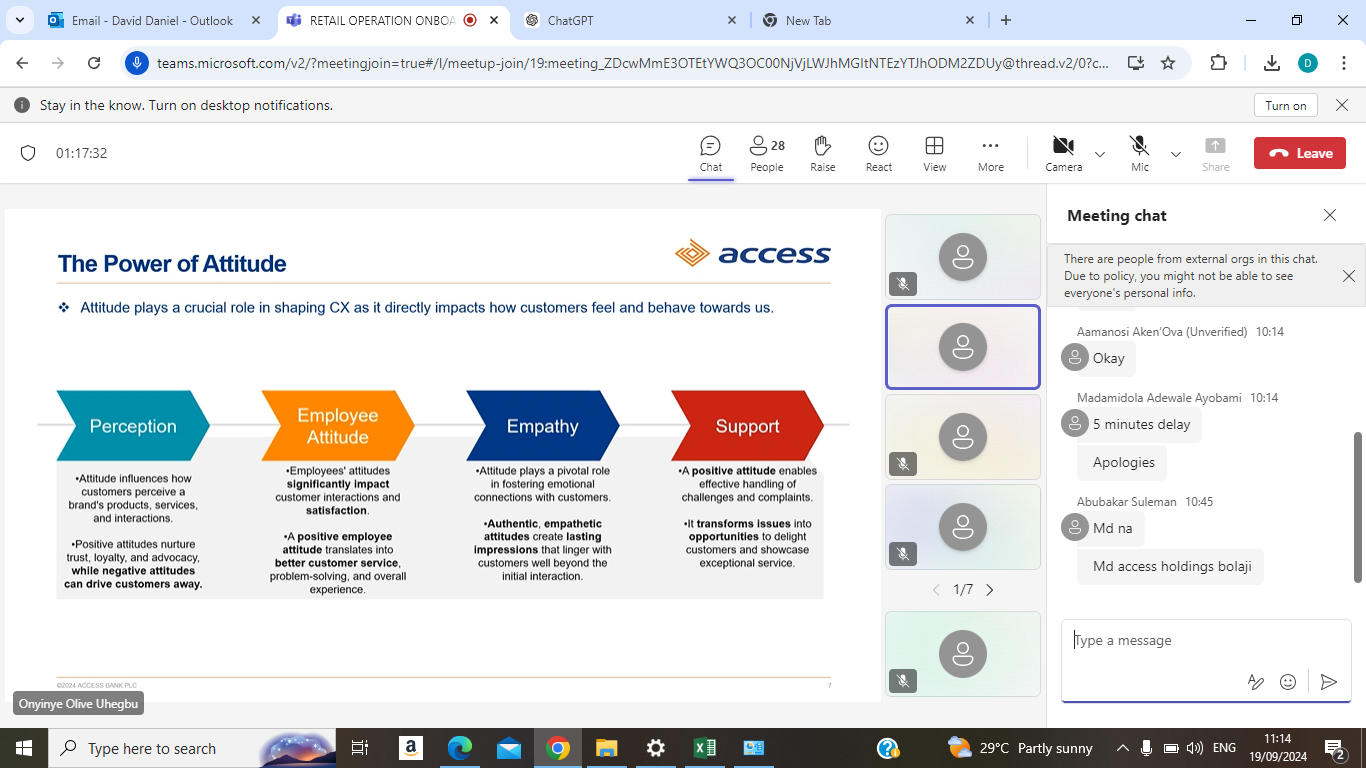 Email - David Daniel - Outlook
RETAIL OPERATION ONBOA
ChatGPT
New Tab
teams.microsoft.com/v2/?meetingjoin=true#/l/meetup-join/19:meeting_ZDcwMmE3OTEtYWQ3OC00NjVjLWJhMGItNTEzYTJhODM2ZDUy@thread.v2/0?c...
D
Stay in the know. Turn on desktop notifications.
Turn on
01:17:32
Chat
28
People
Raise
React
View
More
Camera
Mic
Share
Leave
The Power of Attitude
access
❖ Attitude plays a crucial role in shaping CX as it directly impacts how customers feel and behave towards us.
Perception
•Attitude influences how
customers perceive a
brand's products, services,
and interactions.
•Positive attitudes nurture
trust, loyalty, and advocacy,
while negative attitudes
can drive customers away.
Employee
Attitude
•Employees' attitudes
significantly impact
customer interactions and
satisfaction.
•A positive employee
attitude translates into
better customer service,
problem-solving, and overall
experience.
Empathy
•Attitude plays a pivotal role
in fostering emotional
connections with customers.
•Authentic, empathetic
attitudes create lasting
impressions that linger with
customers well beyond the
initial interaction.
Support
•A positive attitude enables
effective handling of
challenges and complaints.
•It transforms issues into
opportunities to delight
customers and showcase
exceptional service.
©2024 ACCESS BANK PLC
7
Onyinye Olive Uhegbu
1/7
Meeting chat
There are people from external orgs in this chat.
Due to policy, you might not be able to see
everyone's personal info.
Aamanosi Aken'Ova (Unverified) 10:14
Okay
Madamidola Adewale Ayobami 10:14
5 minutes delay
Apologies
Abubakar Suleman 10:45
Md na
Md access holdings bolaji
Type a message
Type here to search
29°C Partly sunny
ENG
11:14
19/09/2024
2